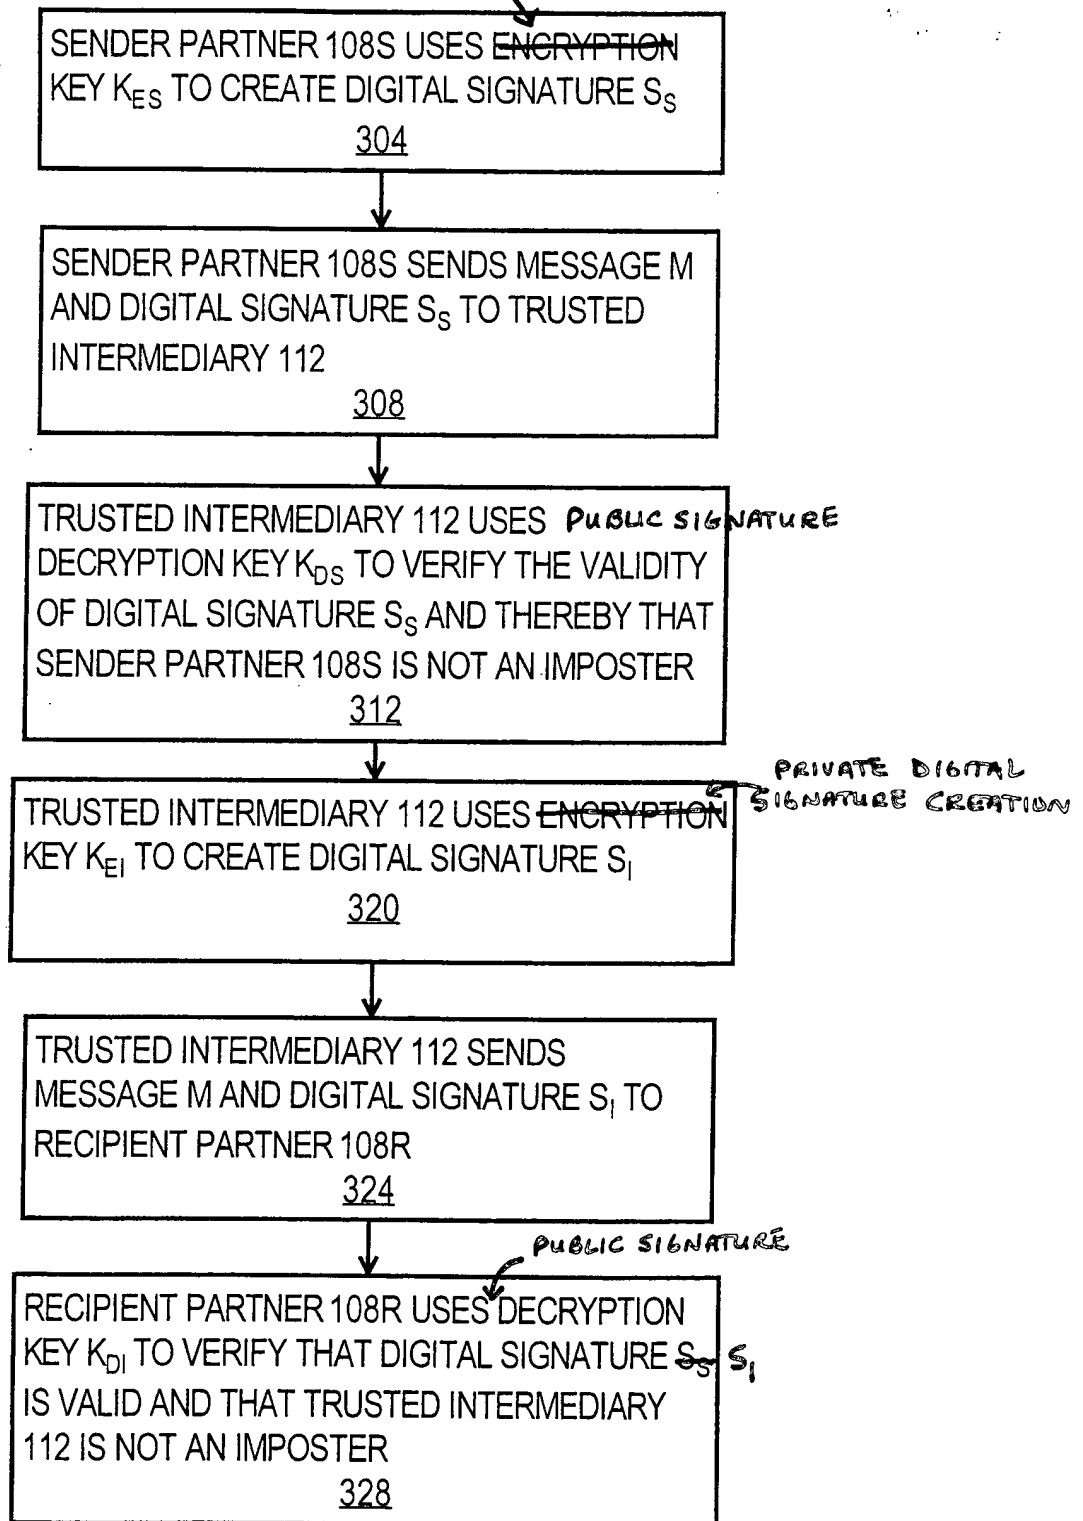 SENDER PARTNER 108S USES ENCRYPTION
KEY KES TO CREATE DIGITAL SIGNATURE SS
304
SENDER PARTNER 108S SENDS MESSAGE M
AND DIGITAL SIGNATURE SS TO TRUSTED
INTERMEDIARY 112
308
TRUSTED INTERMEDIARY 112 USES PUBLIC SIGNATURE
DECRYPTION KEY KDS TO VERIFY THE VALIDITY
OF DIGITAL SIGNATURE SS AND THEREBY THAT
SENDER PARTNER 108S IS NOT AN IMPOSTER
312
PRIVATE DIGITAL
SIGNATURE CREATION
TRUSTED INTERMEDIARY 112 USES ENCRYPTION
KEY KEI TO CREATE DIGITAL SIGNATURE SI
320
TRUSTED INTERMEDIARY 112 SENDS
MESSAGE M AND DIGITAL SIGNATURE SI TO
RECIPIENT PARTNER 108R
324
PUBLIC SIGNATURE
RECIPIENT PARTNER 108R USES DECRYPTION
KEY KDI TO VERIFY THAT DIGITAL SIGNATURE SS SI
IS VALID AND THAT TRUSTED INTERMEDIARY
112 IS NOT AN IMPOSTER
328